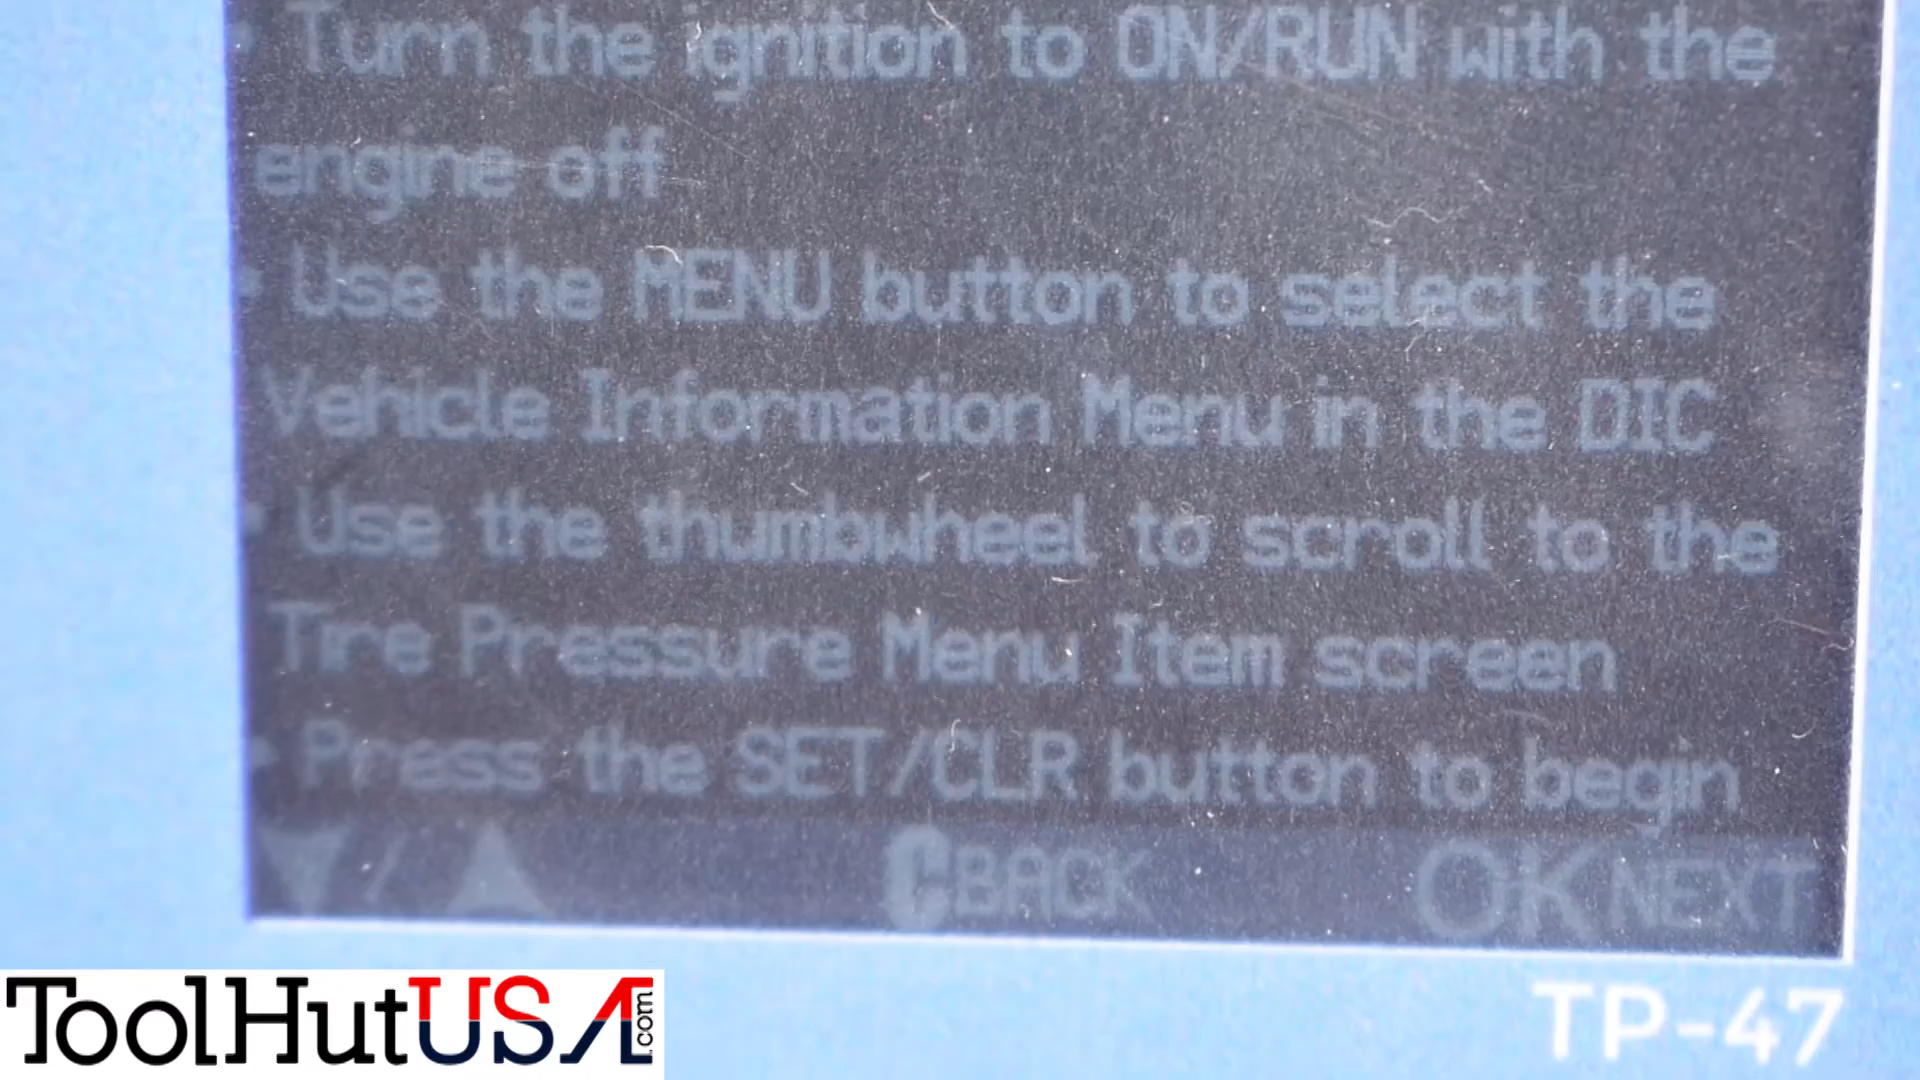 • Turn the ignition to ON/RUN with the
engine off
• Use the MENU button to select the
Vehicle Information Menu in the DIC
• Use the thumbwheel to scroll to the
Tire Pressure Menu Item screen
• Press the SET/CLR button to begin
▼/▲ C BACK OK NEXT
TP-47
ToolHutUSA.com